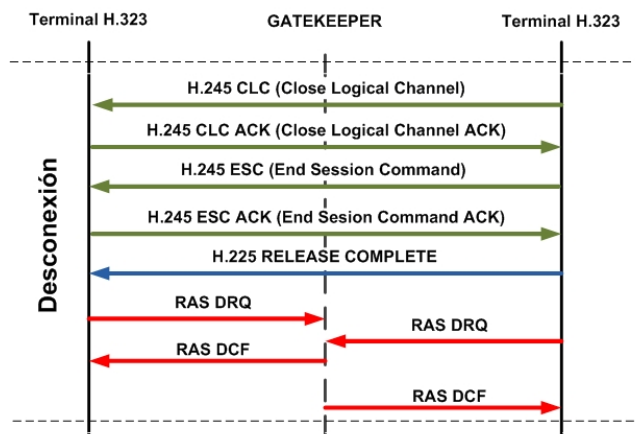 Terminal H.323
GATEKEEPER
Terminal H.323
Desconexión
H.245 CLC (Close Logical Channel)
H.245 CLC ACK (Close Logical Channel ACK)
H.245 ESC (End Session Command)
H.245 ESC ACK (End Sesion Command ACK)
H.225 RELEASE COMPLETE
RAS DRQ
RAS DRQ
RAS DCF
RAS DCF